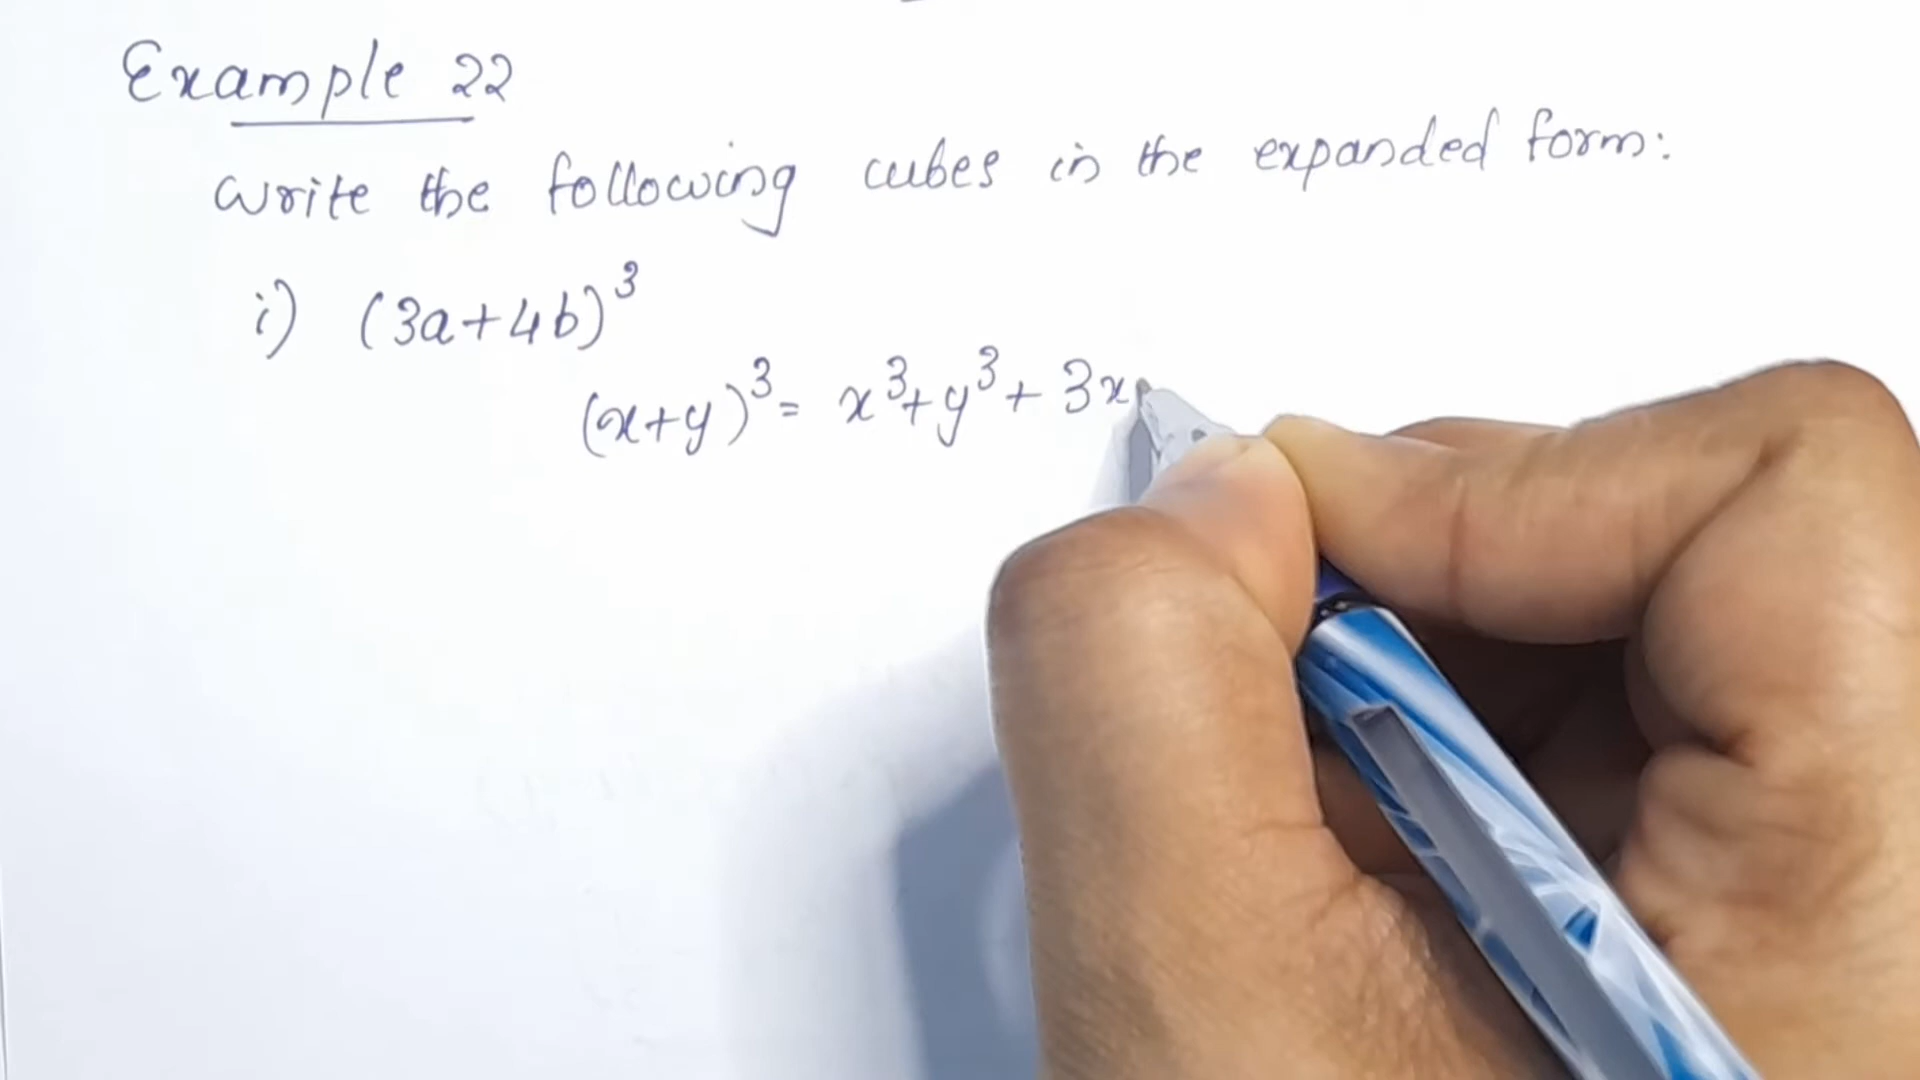 Example 22
Write the following cubes in the expanded form:
i) (3a+4b)³
(x+y)³= x³+y³+ 3x